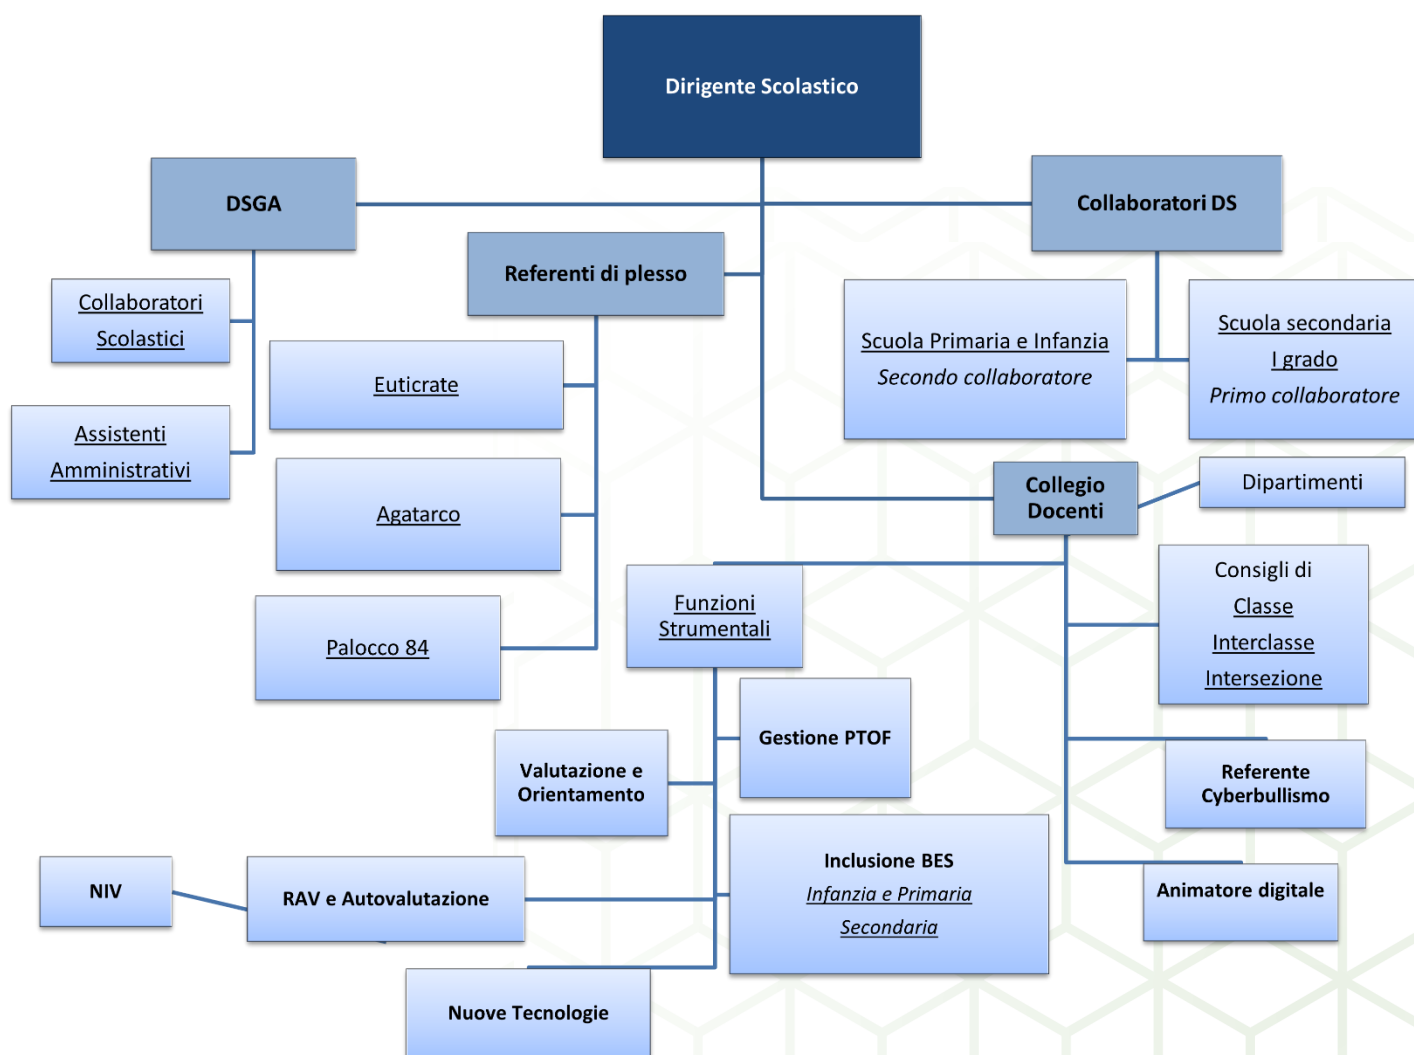 Dirigente Scolastico
DSGA
Collaboratori DS
Referenti di plesso
Collaboratori
Scolastici
Scuola Primaria e Infanzia
Secondo collaboratore
Scuola secondaria
I grado
Primo collaboratore
Euticrate
Assistenti
Amministrativi
Agatarco
Collegio
Docenti
Dipartimenti
Palocco 84
Funzioni
Strumentali
Consigli di
Classe
Interclasse
Intersezione
Gestione PTOF
Valutazione e
Orientamento
Referente
Cyberbullismo
NIV
RAV e Autovalutazione
Inclusione BES
Infanzia e Primaria
Secondaria
Animatore digitale
Nuove Tecnologie